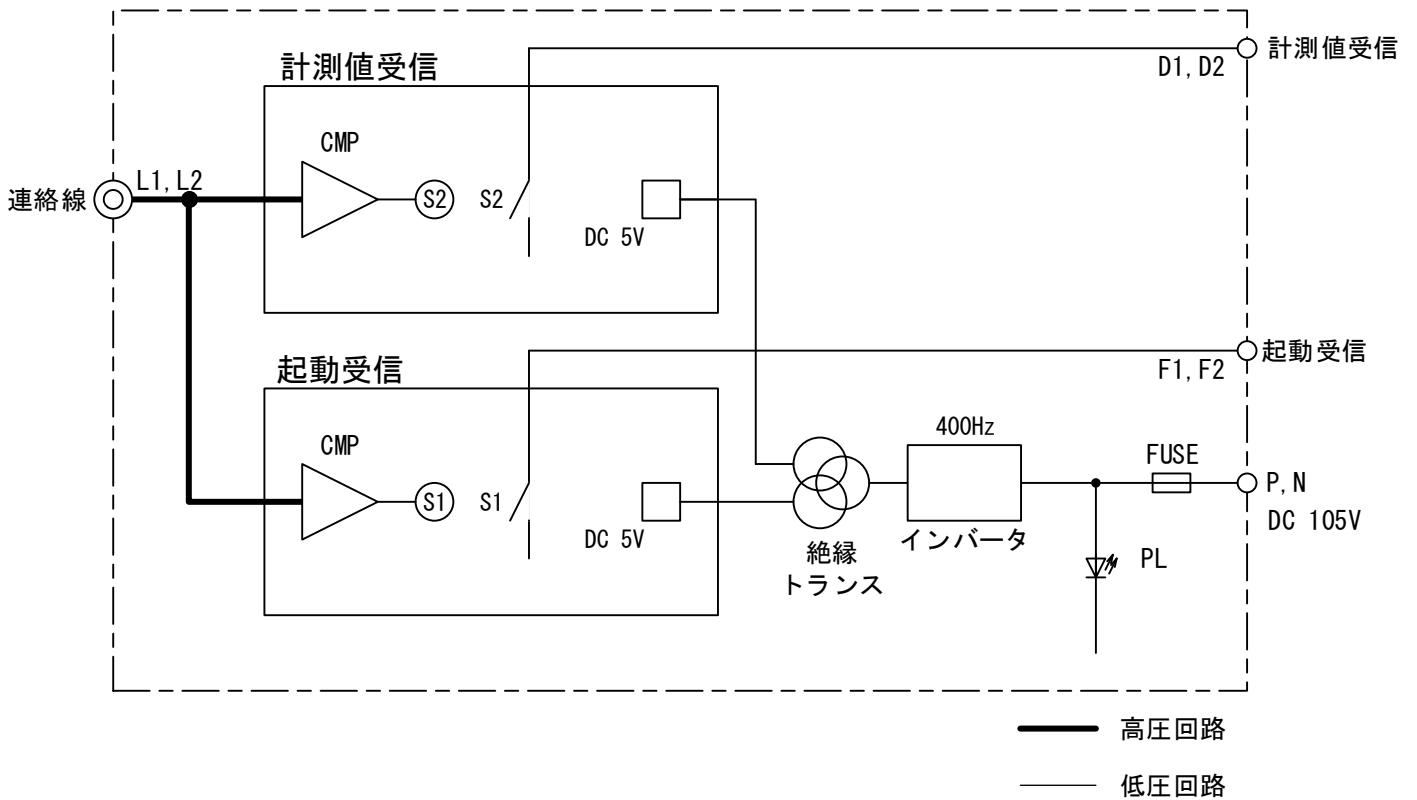 計測値受信
D1, D2
計測値受信
CMP
連絡線
L1, L2
S2
S2
DC 5V
起動受信
F1, F2
起動受信
CMP
S1
S1
DC 5V
400Hz
インバータ
絶縁
トランス
FUSE
P, N
DC 105V
PL
高圧回路
低圧回路